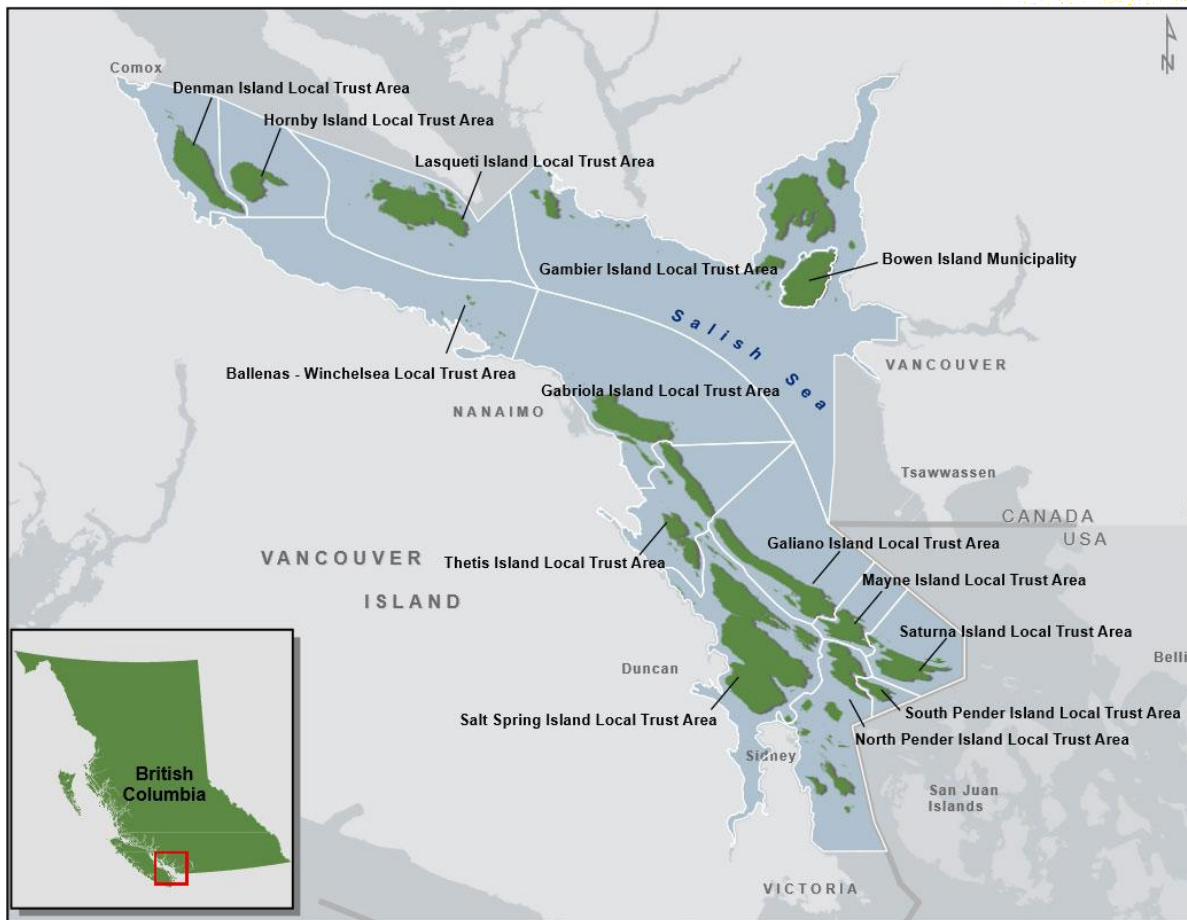 N
Comox
Denman Island Local Trust Area
Hornby Island Local Trust Area
Lasqueti Island Local Trust Area
Gambier Island Local Trust Area
Bowen Island Municipality
Salish Sea
Ballenas - Winchelsea Local Trust Area
VANCOUVER
Gabriola Island Local Trust Area
NANAIMO
Tsawwassen
CANADA
USA
Galiano Island Local Trust Area
Thetis Island Local Trust Area
VANCOUVER
ISLAND
Mayne Island Local Trust Area
Saturna Island Local Trust Area
Belli
Duncan
Salt Spring Island Local Trust Area
South Pender Island Local Trust Area
North Pender Island Local Trust Area
Sidney
San Juan
Islands
VICTORIA
British
Columbia